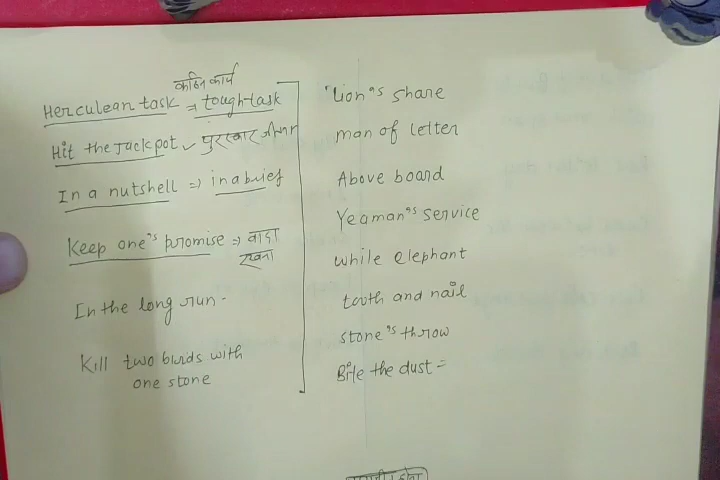 कठिन कार्य
Herculean task = tough-task
Hit the Jackpot ✓ पुरस्कार जीतना
In a nutshell => in a brief
Keep one's promise => वादा
रखना
In the long run -
Kill two birds with
one stone
Lion's share
man of letter
Above board
Yeaman's service
while elephant
tooth and nail
stone's throw
Bite the dust =